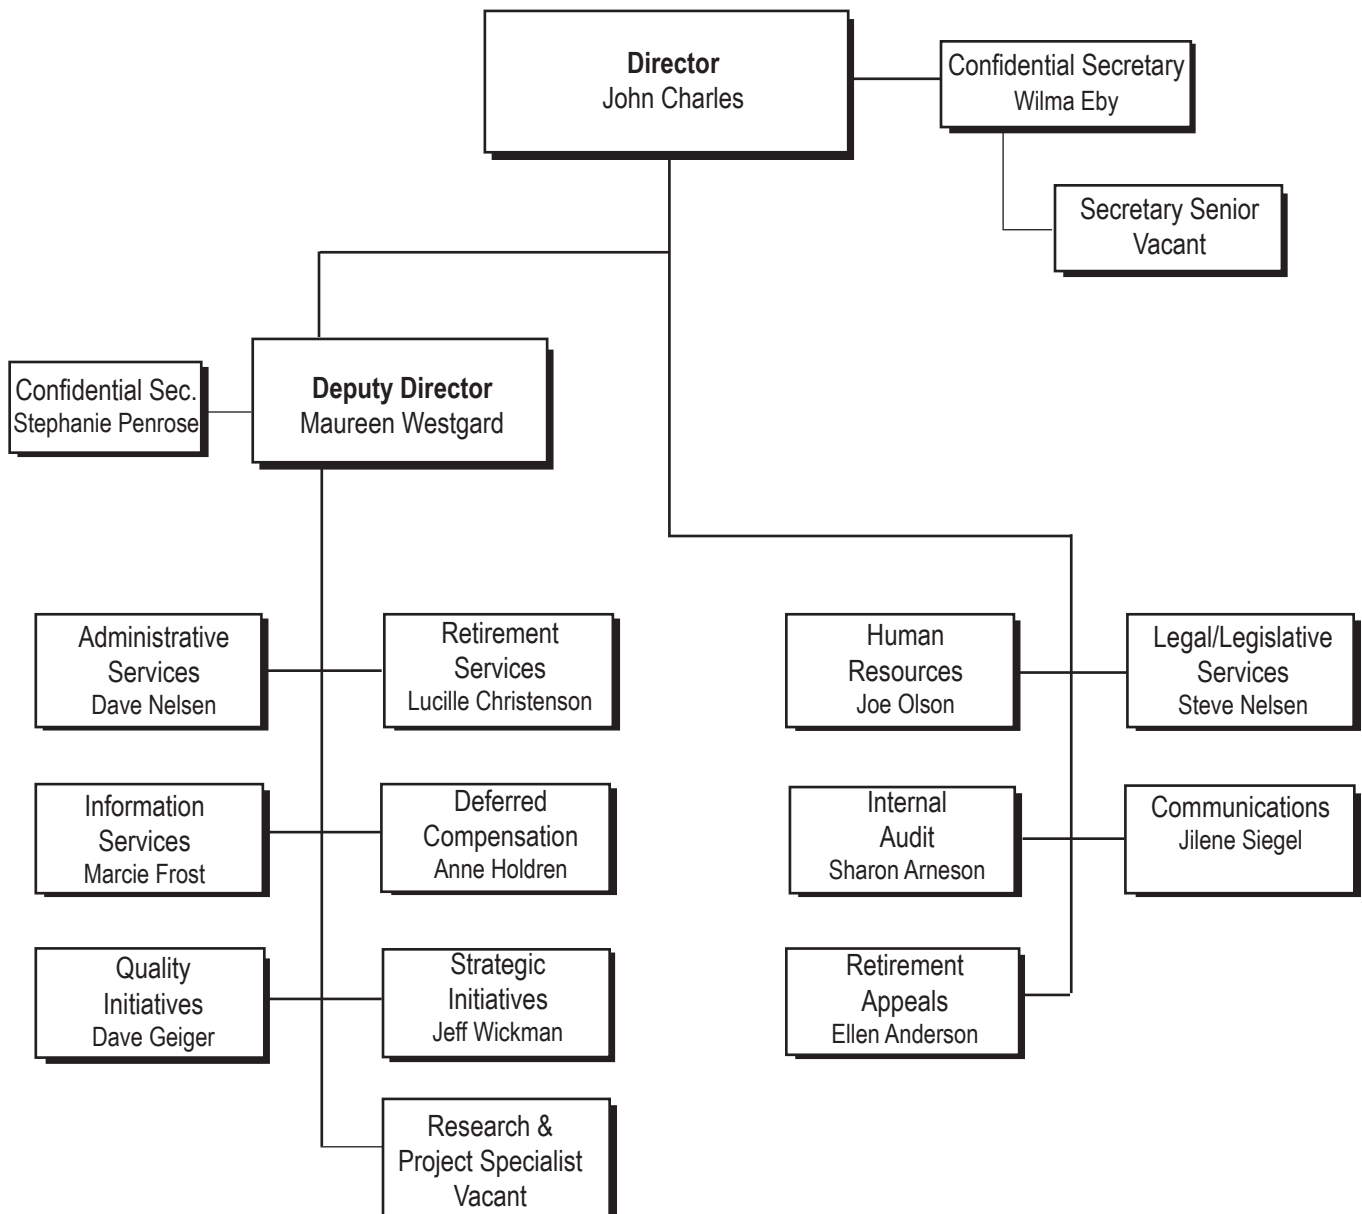 Director
John Charles
Confidential Secretary
Wilma Eby
Secretary Senior
Vacant
Confidential Sec.
Stephanie Penrose
Deputy Director
Maureen Westgard
Administrative
Services
Dave Nelsen
Retirement
Services
Lucille Christenson
Human
Resources
Joe Olson
Legal/Legislative
Services
Steve Nelsen
Information
Services
Marcie Frost
Deferred
Compensation
Anne Holdren
Internal
Audit
Sharon Arneson
Communications
Jilene Siegel
Quality
Initiatives
Dave Geiger
Strategic
Initiatives
Jeff Wickman
Retirement
Appeals
Ellen Anderson
Research &
Project Specialist
Vacant